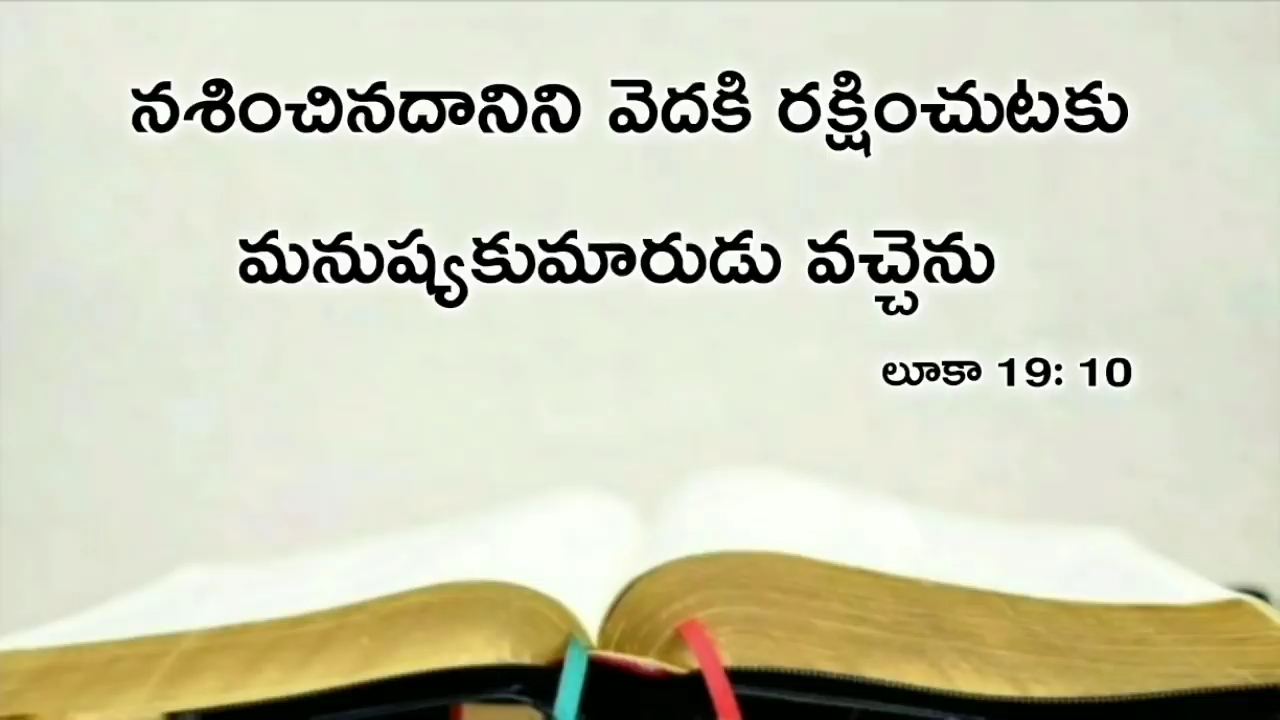 నశించినదానిని వెదకి రక్షించుటకు
మనుష్యకుమారుడు వచ్చెను
లూకా 19: 10